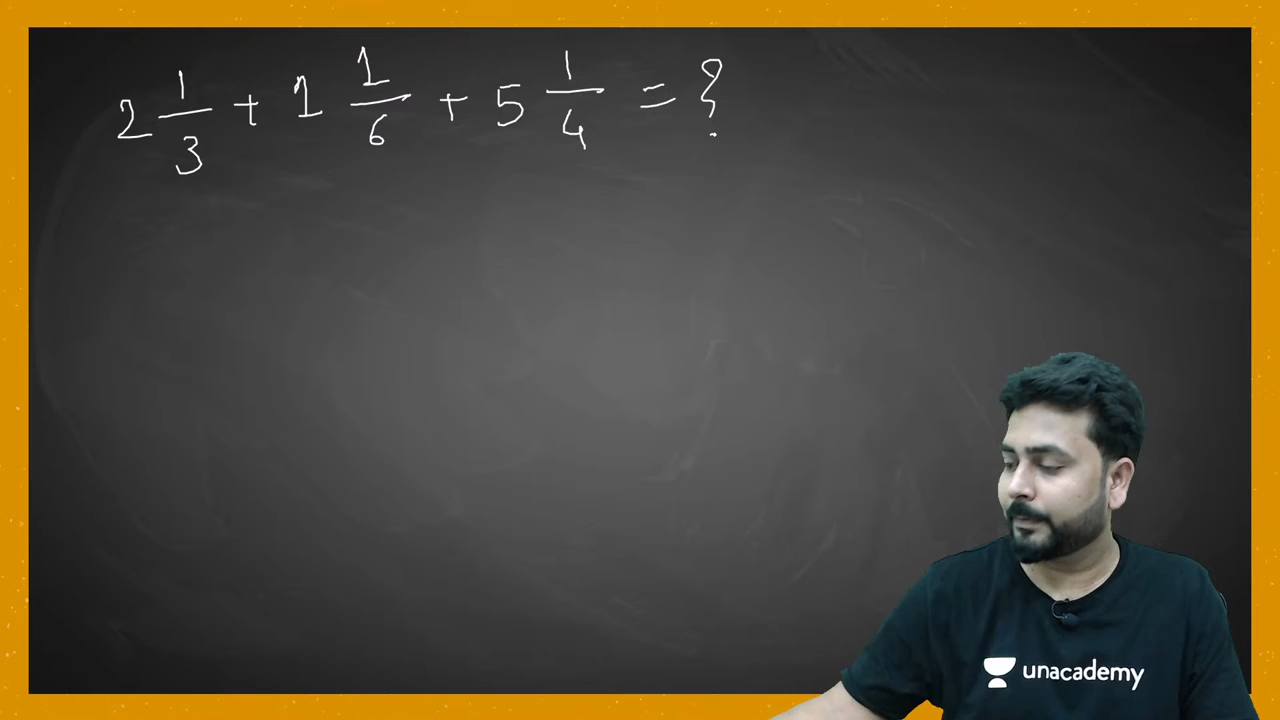 2 1/3 + 1 1/6 + 5 1/4 = ?
unacademy